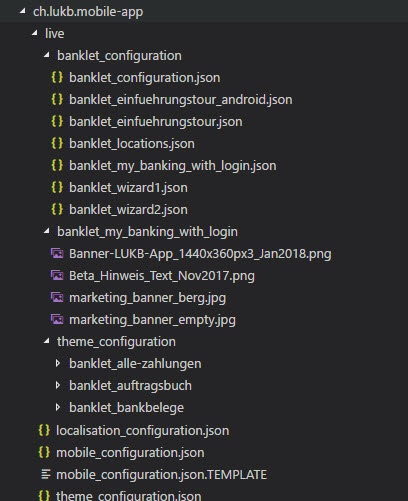 ch.lukb.mobile-app
live
banklet_configuration
banklet_configuration.json
banklet_einfuehrungstour_android.json
banklet_einfuehrungstour.json
banklet_locations.json
banklet_my_banking_with_login.json
banklet_wizard1.json
banklet_wizard2.json
banklet_my_banking_with_login
Banner-LUKB-App_1440x360px3_Jan2018.png
Beta_Hinweis_Text_Nov2017.png
marketing_banner_berg.jpg
marketing_banner_empty.jpg
theme_configuration
banklet_alle-zahlungen
banklet_auftragsbuch
banklet_bankbelege
localisation_configuration.json
mobile_configuration.json
mobile_configuration.json.TEMPLATE
theme_configuration.json